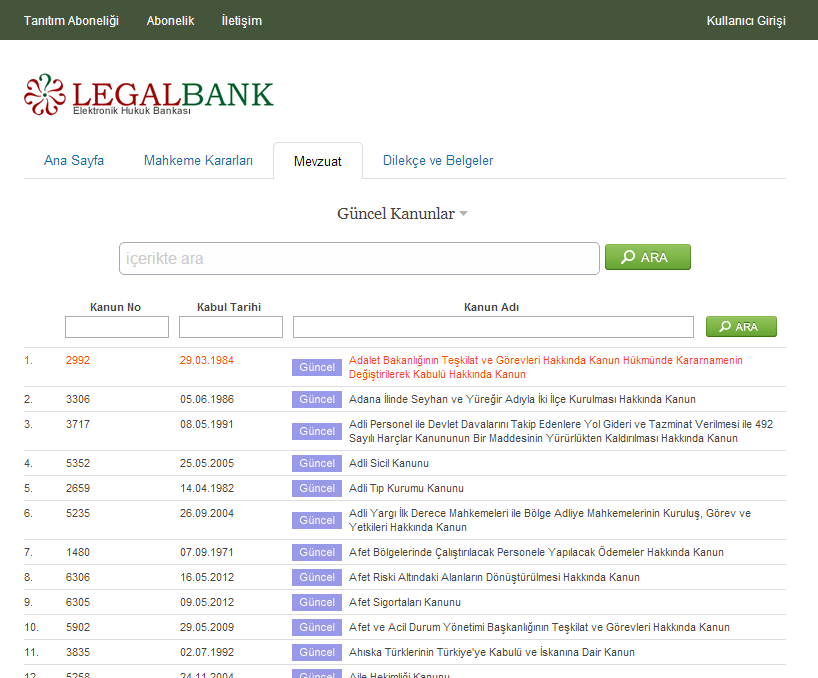 Tanıtım Aboneliği Abonelik İletişim Kullanıcı Girişi
LEGALBANK
Elektronik Hukuk Bankası
Ana Sayfa Mahkeme Kararları Mevzuat Dilekçe ve Belgeler
Güncel Kanunlar
içerikte ara ARA
Kanun No Kabul Tarihi Kanun Adı
ARA
1. 2992 29.03.1984 Güncel Adalet Bakanlığının Teşkilat ve Görevleri Hakkında Kanun Hükmünde Kararnamenin
Değiştirilerek Kabulü Hakkında Kanun
2. 3306 05.06.1986 Güncel Adana İlinde Seyhan ve Yüreğir Adıyla İki İlçe Kurulması Hakkında Kanun
3. 3717 08.05.1991 Güncel Adli Personel ile Devlet Davalarını Takip Edenlere Yol Gideri ve Tazminat Verilmesi ile 492
Sayılı Harçlar Kanununun Bir Maddesinin Yürürlükten Kaldırılması Hakkında Kanun
4. 5352 25.05.2005 Güncel Adli Sicil Kanunu
5. 2659 14.04.1982 Güncel Adli Tıp Kurumu Kanunu
6. 5235 26.09.2004 Güncel Adli Yargı İlk Derece Mahkemeleri ile Bölge Adliye Mahkemelerinin Kuruluş, Görev ve
Yetkileri Hakkında Kanun
7. 1480 07.09.1971 Güncel Afet Bölgelerinde Çalıştırılacak Personele Yapılacak Ödemeler Hakkında Kanun
8. 6306 16.05.2012 Güncel Afet Riski Altındaki Alanların Dönüştürülmesi Hakkında Kanun
9. 6305 09.05.2012 Güncel Afet Sigortaları Kanunu
10. 5902 29.05.2009 Güncel Afet ve Acil Durum Yönetimi Başkanlığının Teşkilat ve Görevleri Hakkında Kanun
11. 3835 02.07.1992 Güncel Ahıska Türklerinin Türkiye'ye Kabulü ve İskanına Dair Kanun
12. 5258 24.11.2004 Güncel Aile Hekimliği Kanunu